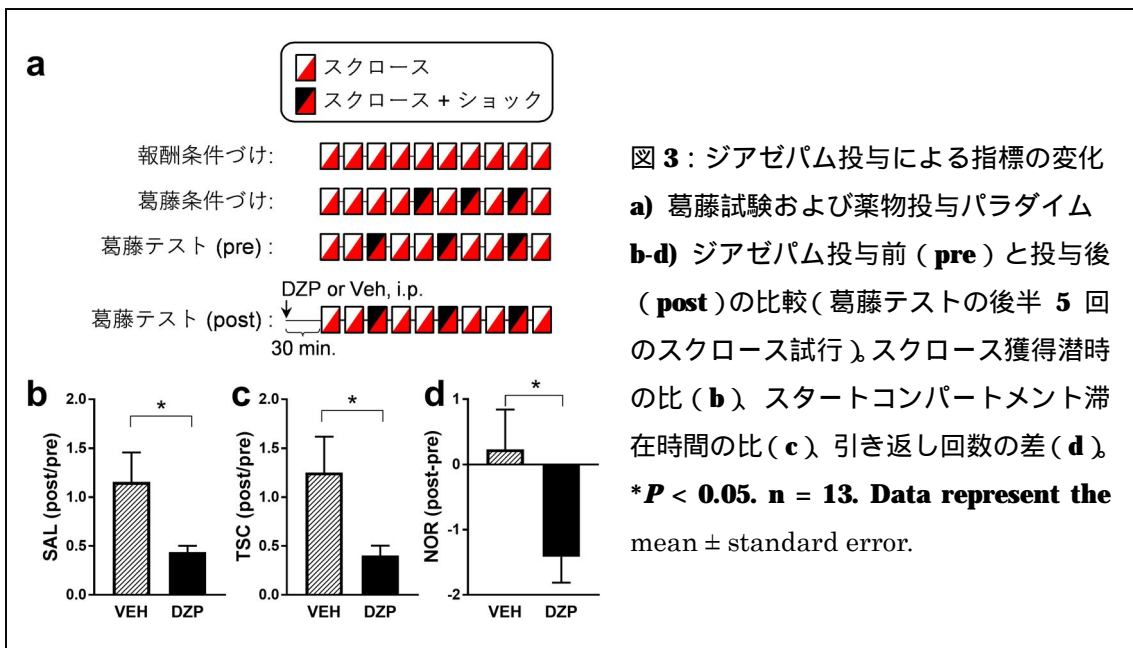 a
スクロース
スクロース + ショック
報酬条件づけ:
葛藤条件づけ:
葛藤テスト (pre) :
DZP or Veh, i.p.
葛藤テスト (post) :
30 min.
b
2.0
1.5
1.0
0.5
0.0
SAL (post/pre)
*
VEH
DZP
c
2.0
1.5
1.0
0.5
0.0
TSC (post/pre)
*
VEH
DZP
d
1
0
-1
-2
NOR (post-pre)
*
VEH
DZP
図 3：ジアゼパム投与による指標の変化
a) 葛藤試験および薬物投与パラダイム
b-d) ジアゼパム投与前（pre）と投与後
（post）の比較（葛藤テストの後半 5 回
のスクロース試行）。スクロース獲得潜時
の比（b）、スタートコンパートメント滞
在時間の比（c）、引き返し回数の差（d）。
*P < 0.05. n = 13. Data represent the
mean ± standard error.